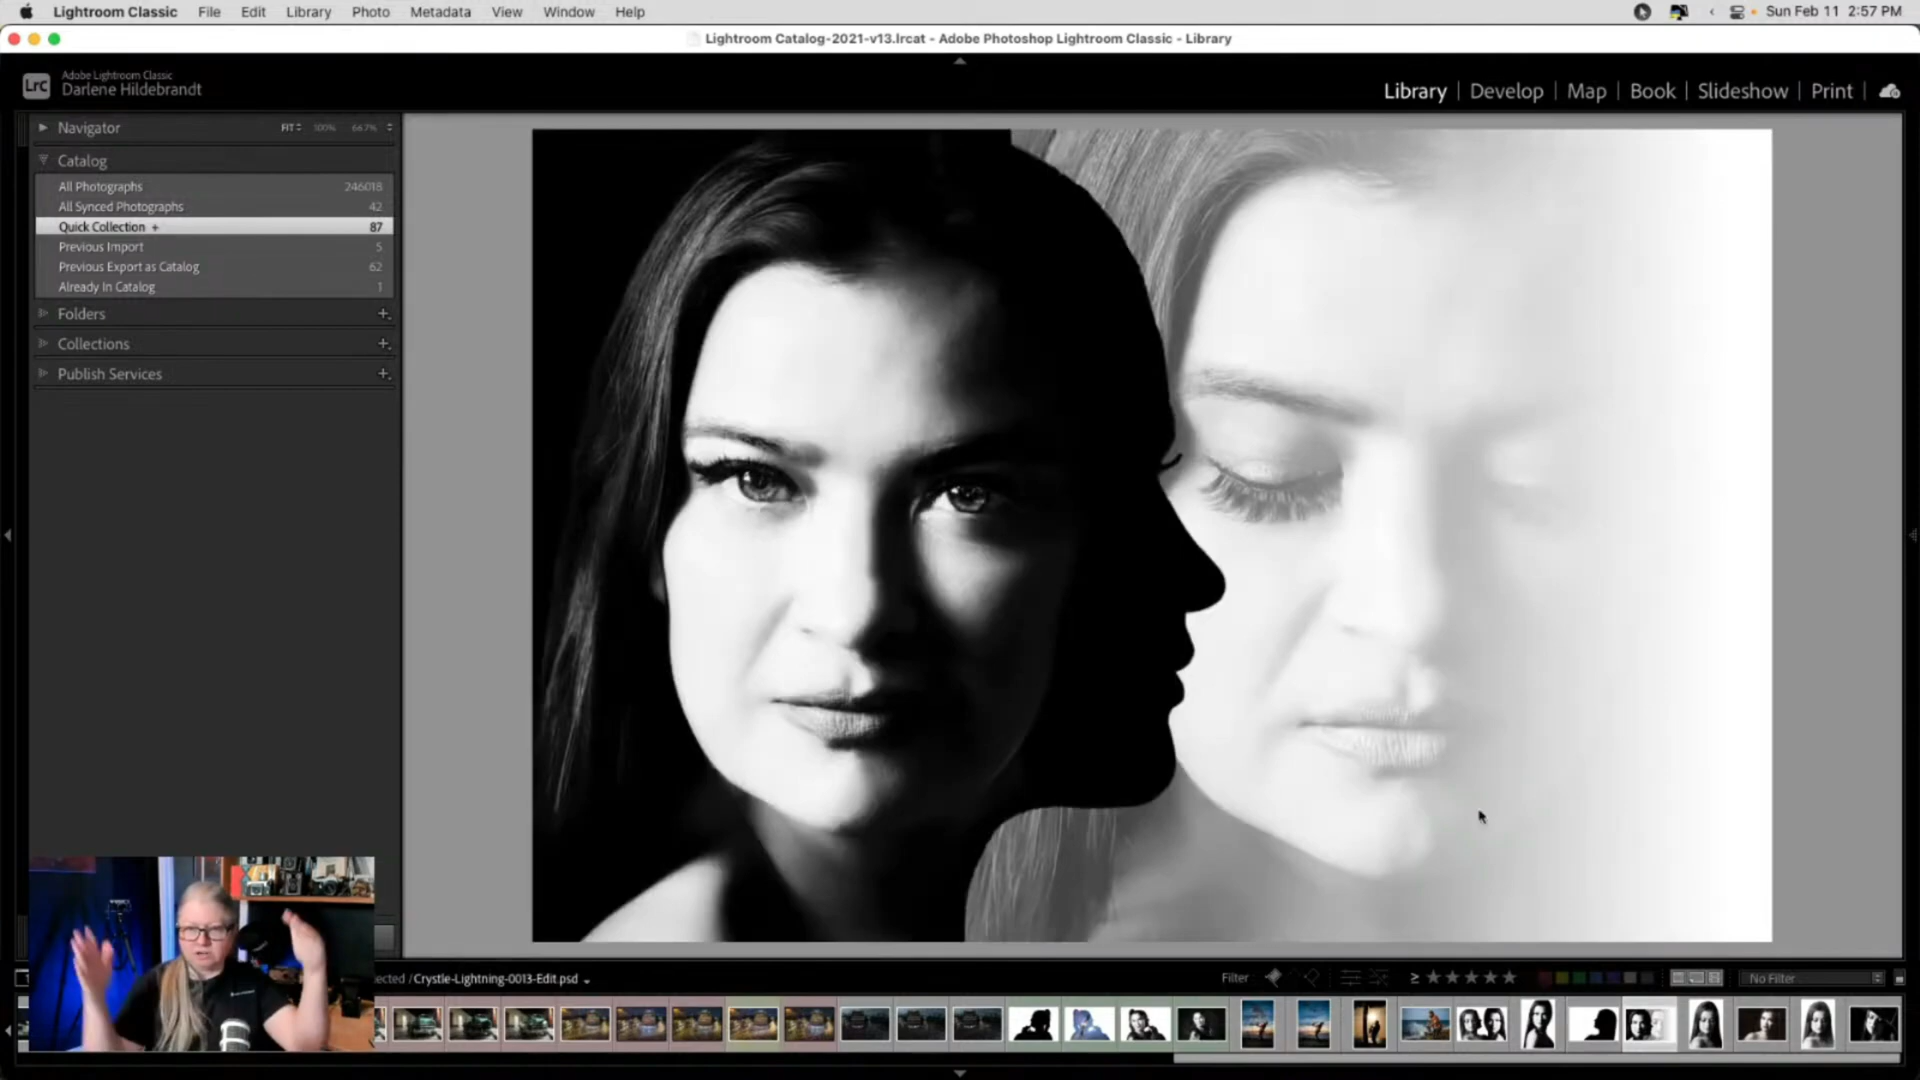 Lightroom Classic File Edit Library Photo Metadata View Window Help Sun Feb 11 2:57 PM
Lightroom Catalog-2021-v13.lrcat - Adobe Photoshop Lightroom Classic - Library
LrC Adobe Lightroom Classic
Darlene Hildebrandt
Library | Develop | Map | Book | Slideshow | Print
Navigator FIT 100% 66.7%
Catalog
All Photographs 246018
All Synced Photographs 42
Quick Collection + 87
Previous Import 5
Previous Export as Catalog 62
Already In Catalog 1
Folders +
Collections +
Publish Services +
ected / Crystle-Lightning-0013-Edit.psd Filter ≥ ★★★★★ No Filter